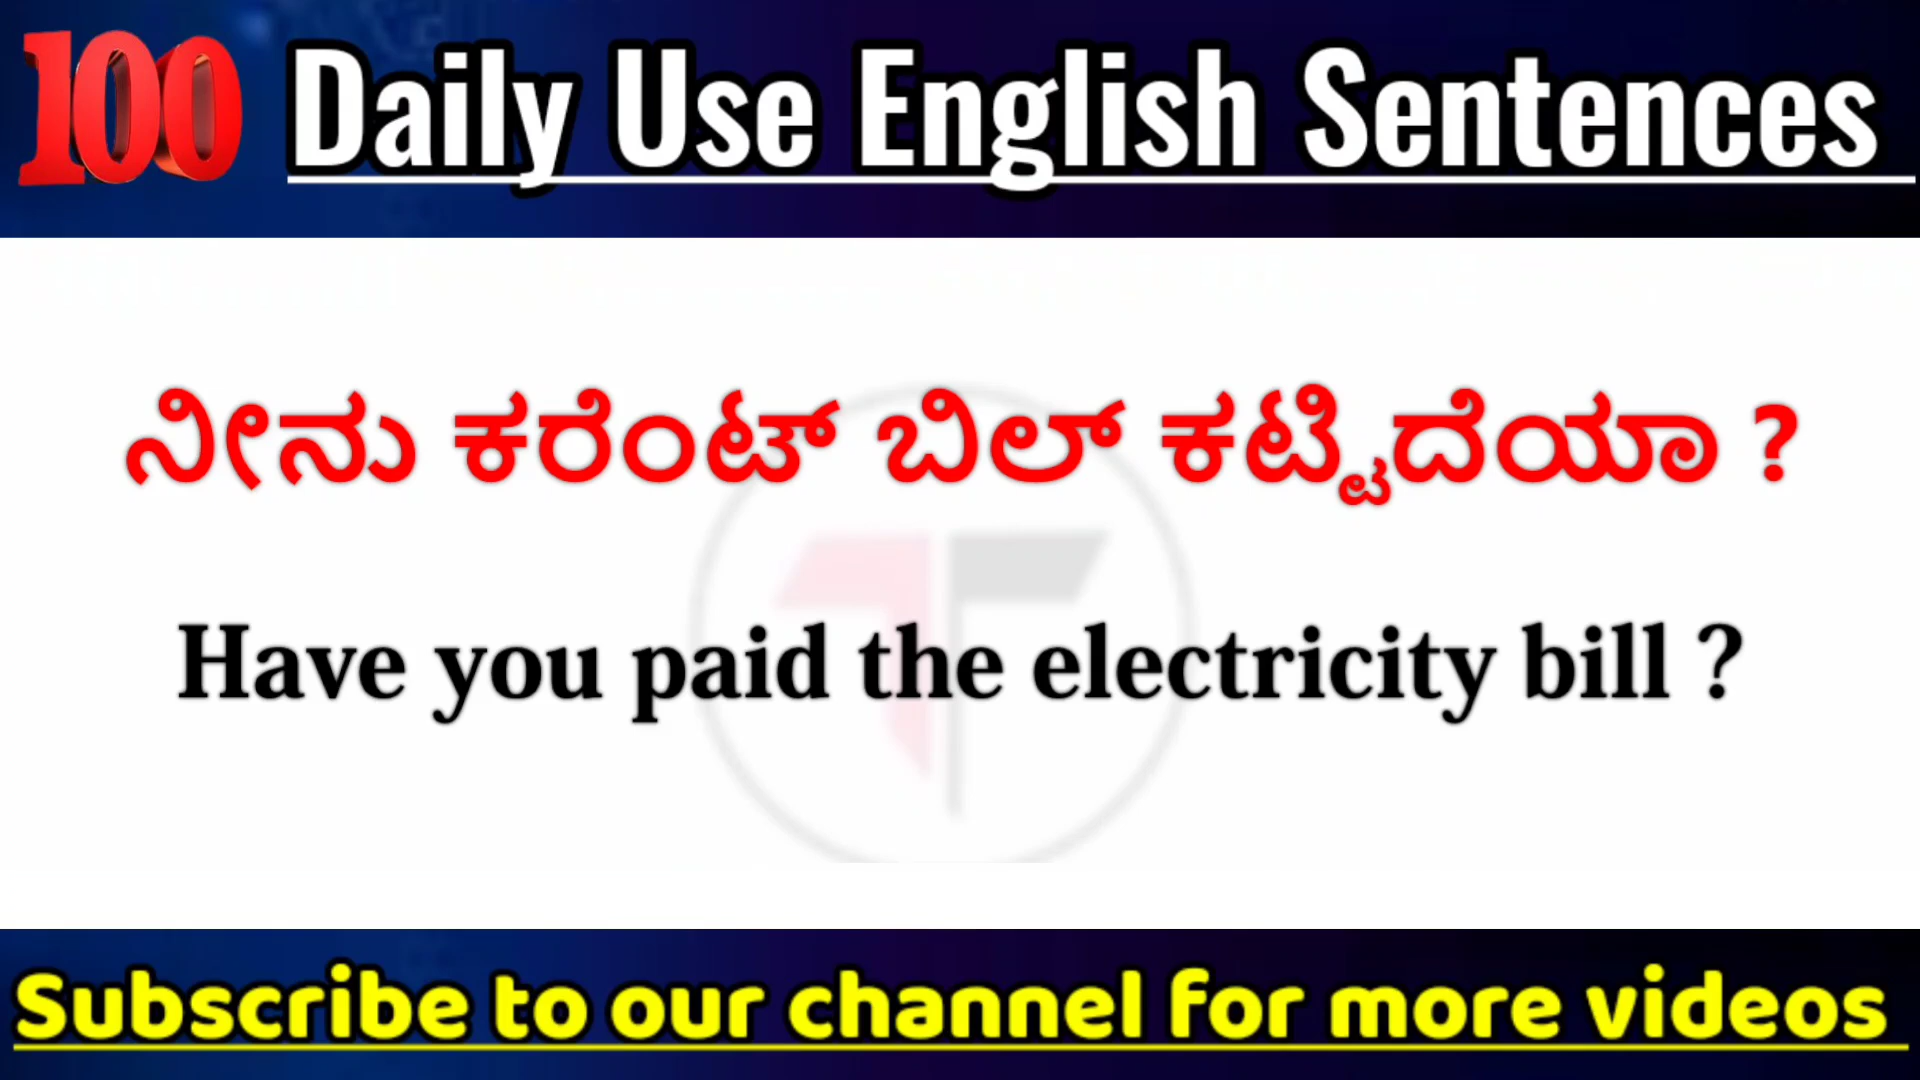 100 Daily Use English Sentences
ನೀನು ಕರೆಂಟ್ ಬಿಲ್ ಕಟ್ಟಿದೆಯಾ ?
Have you paid the electricity bill ?
Subscribe to our channel for more videos